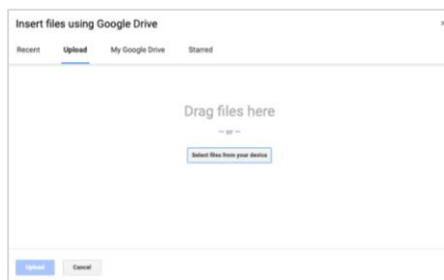 Insert files using Google Drive
×
Recent Upload My Google Drive Starred
Drag files here
— or —
Select files from your device
Upload Cancel